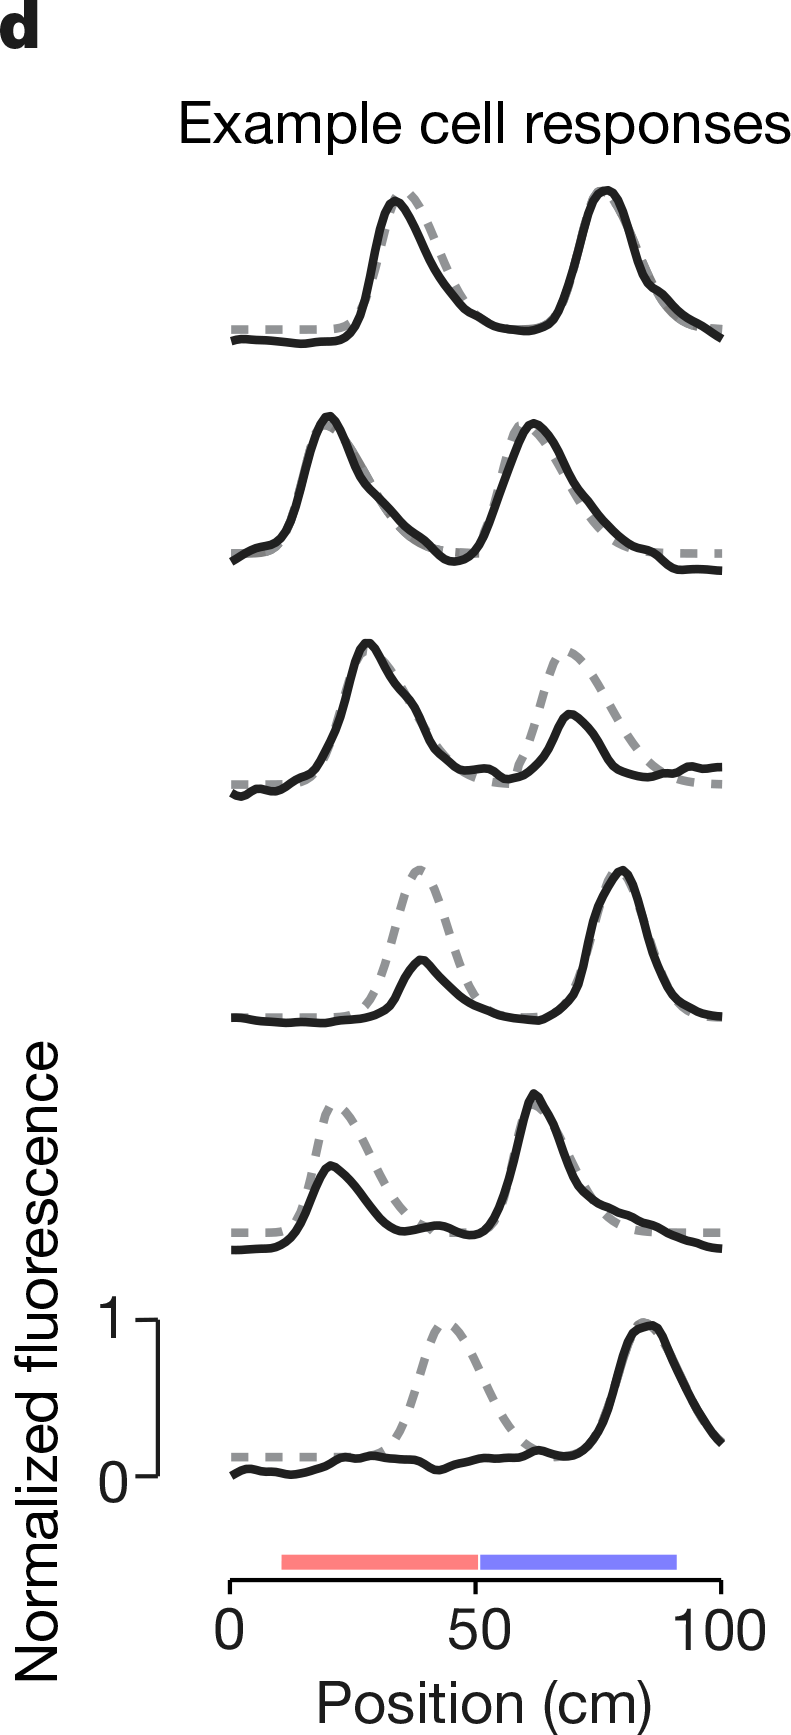 d
Example cell responses
Normalized fluorescence
1
0
0 50 100
Position (cm)